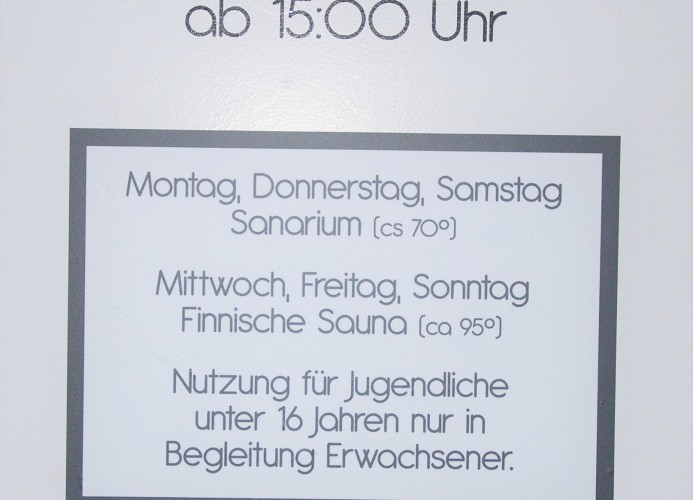 ab 15:00 Uhr
Montag, Donnerstag, Samstag
Sanarium (cs 70°)
Mittwoch, Freitag, Sonntag
Finnische Sauna (ca 95°)
Nutzung für Jugendliche
unter 16 Jahren nur in
Begleitung Erwachsener.